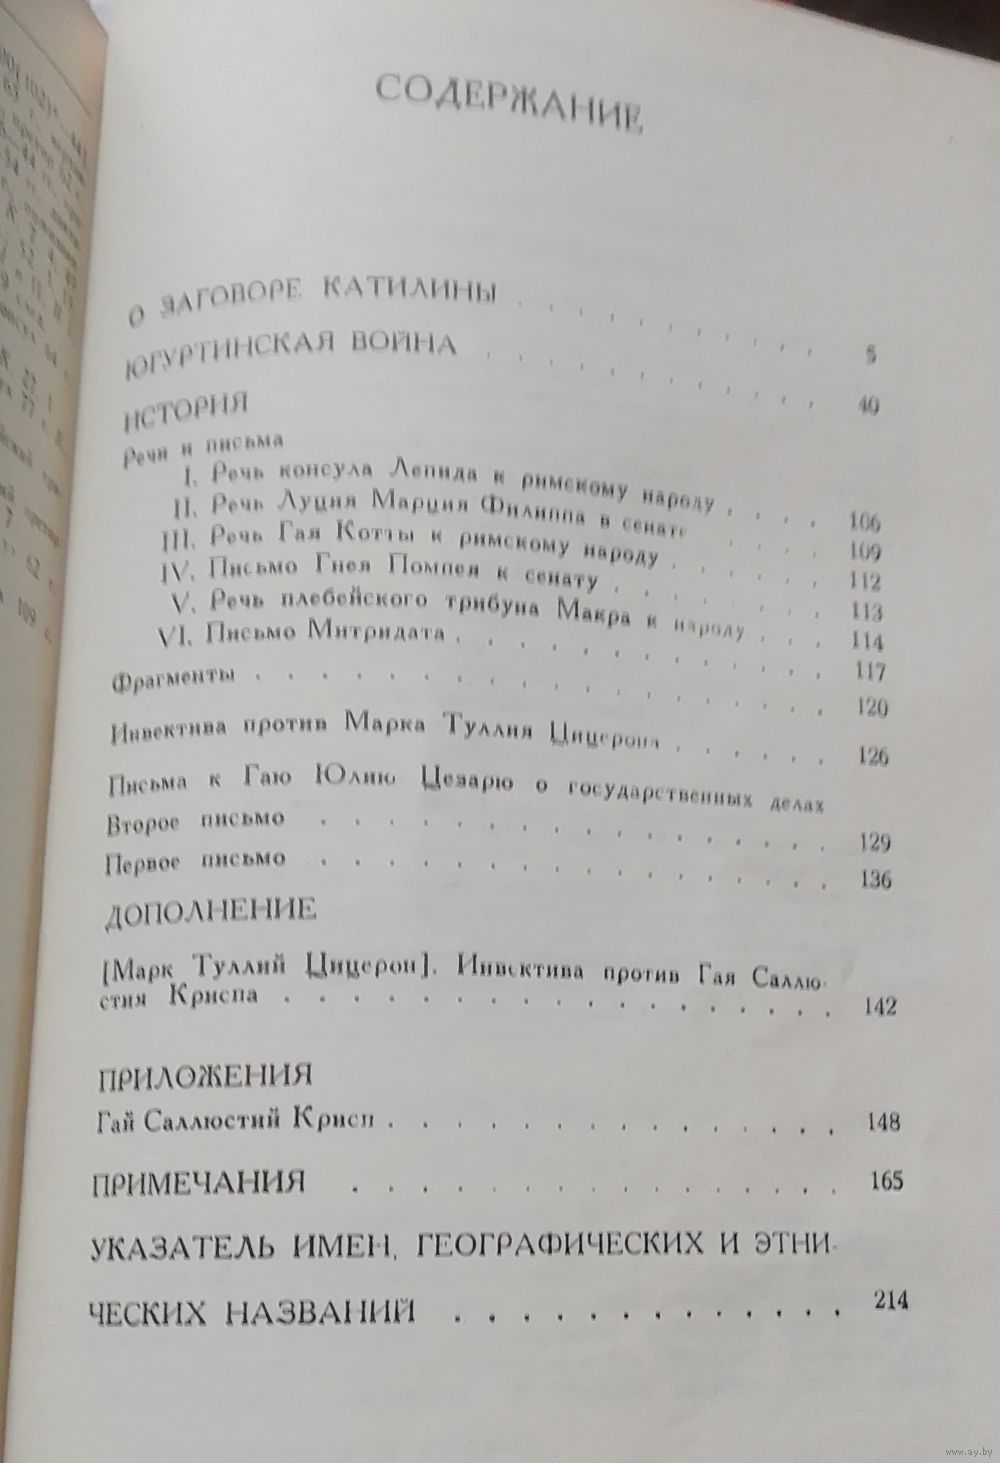 СОДЕРЖАНИЕ
О ЗАГОВОРЕ КАТИЛИНЫ . . . . . . . . . . 5
ЮГУРТИНСКАЯ ВОЙНА . . . . . . . . . . . 40
ИСТОРИЯ
Речи и письма
I. Речь консула Лепида к римскому народу . . . . 106
II. Речь Луция Марция Филиппа в сенате . . . . 109
III. Речь Гая Котты к римскому народу . . . . . 112
IV. Письмо Гнея Помпея к сенату . . . . . . . 113
V. Речь плебейского трибуна Макра к народу . . . 114
VI. Письмо Митридата . . . . . . . . . . . 117
Фрагменты . . . . . . . . . . . . . . . . . 120
Инвектива против Марка Туллия Цицерона . . . . . 126
Письма к Гаю Юлию Цезарю о государственных делах
Второе письмо . . . . . . . . . . . . . . . 129
Первое письмо . . . . . . . . . . . . . . . 136
ДОПОЛНЕНИЕ
[Марк Туллий Цицерон]. Инвектива против Гая Саллю-
стия Криспа . . . . . . . . . . . . . . . . . 142
ПРИЛОЖЕНИЯ
Гай Саллюстий Крисп . . . . . . . . . . . . . . 148
ПРИМЕЧАНИЯ . . . . . . . . . . . . . . . 165
УКАЗАТЕЛЬ ИМЕН, ГЕОГРАФИЧЕСКИХ И ЭТНИ-
ЧЕСКИХ НАЗВАНИЙ . . . . . . . . . . . . 214
www.ay.by